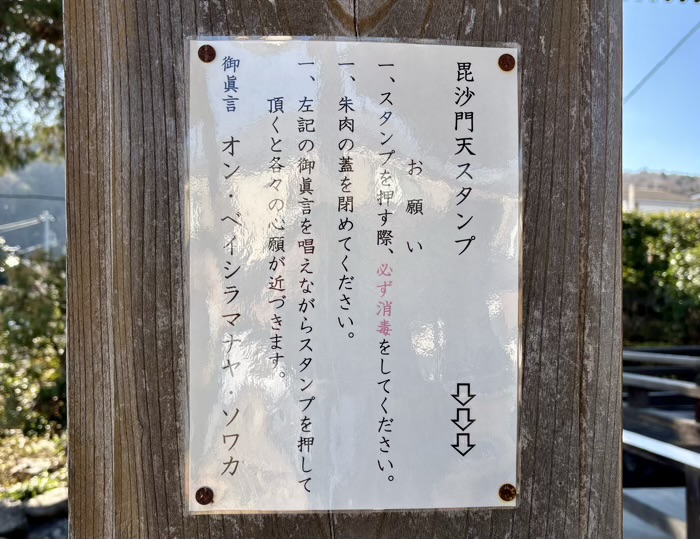 毘沙門天スタンプ ⇩⇩⇩
お願い
一、スタンプを押す際、必ず消毒をしてください。
一、朱肉の蓋を閉めてください。
一、左記の御眞言を唱えながらスタンプを押して
頂くと各々の心願が近づきます。
御眞言 オン・ベイシラマナヤ・ソワカ